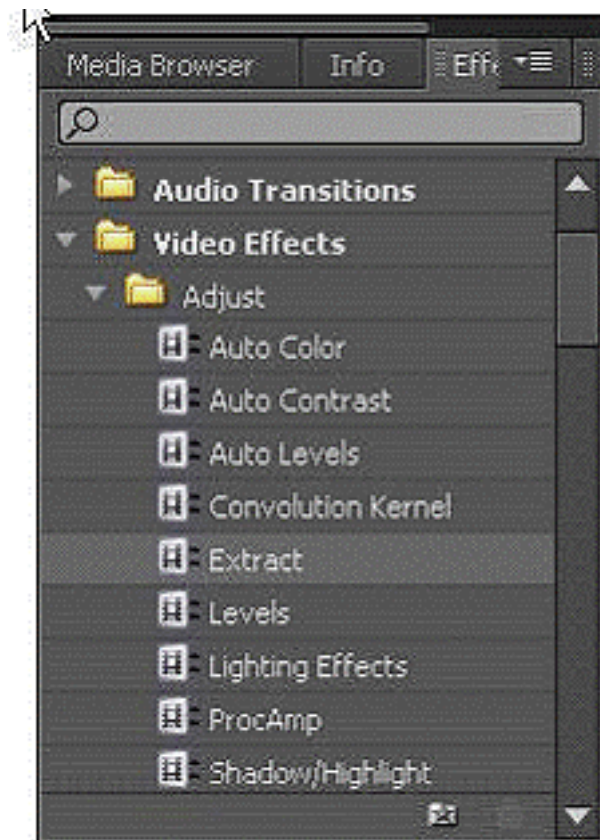 Media Browser Info Effe
Audio Transitions
Video Effects
Adjust
Auto Color
Auto Contrast
Auto Levels
Convolution Kernel
Extract
Levels
Lighting Effects
ProcAmp
Shadow/Highlight